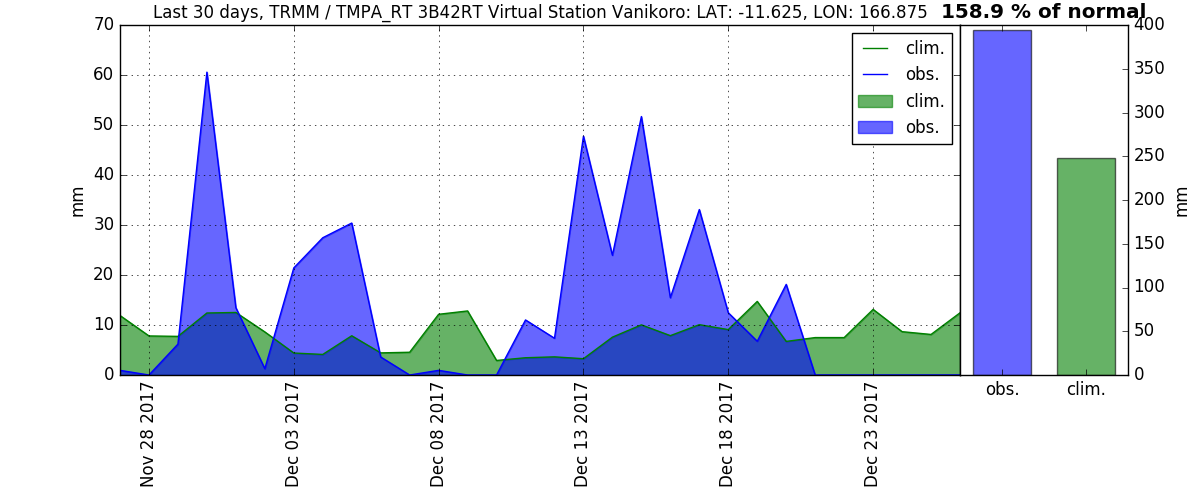 Last 30 days, TRMM / TMPA_RT 3B42RT Virtual Station Vanikoro: LAT: -11.625, LON: 166.875
158.9 % of normal
70
60
50
40
30
20
10
0
mm
clim.
obs.
clim.
obs.
400
350
300
250
200
150
100
50
0
mm
obs.
clim.
Nov 28 2017
Dec 03 2017
Dec 08 2017
Dec 13 2017
Dec 18 2017
Dec 23 2017